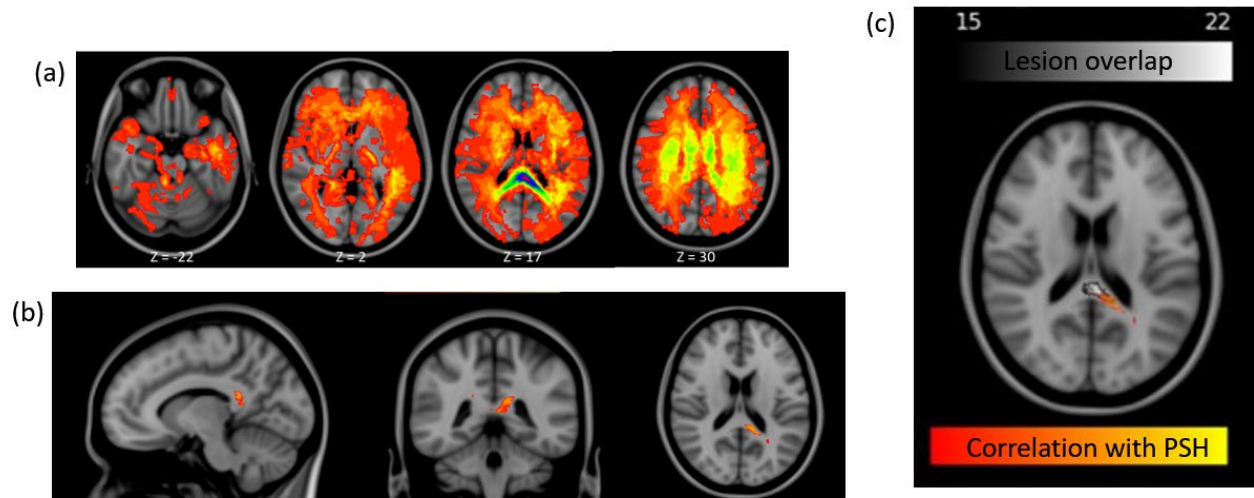 (a)
Z = -22
Z = 2
Z = 17
Z = 30
(b)
(c)
15 22
Lesion overlap
Correlation with PSH